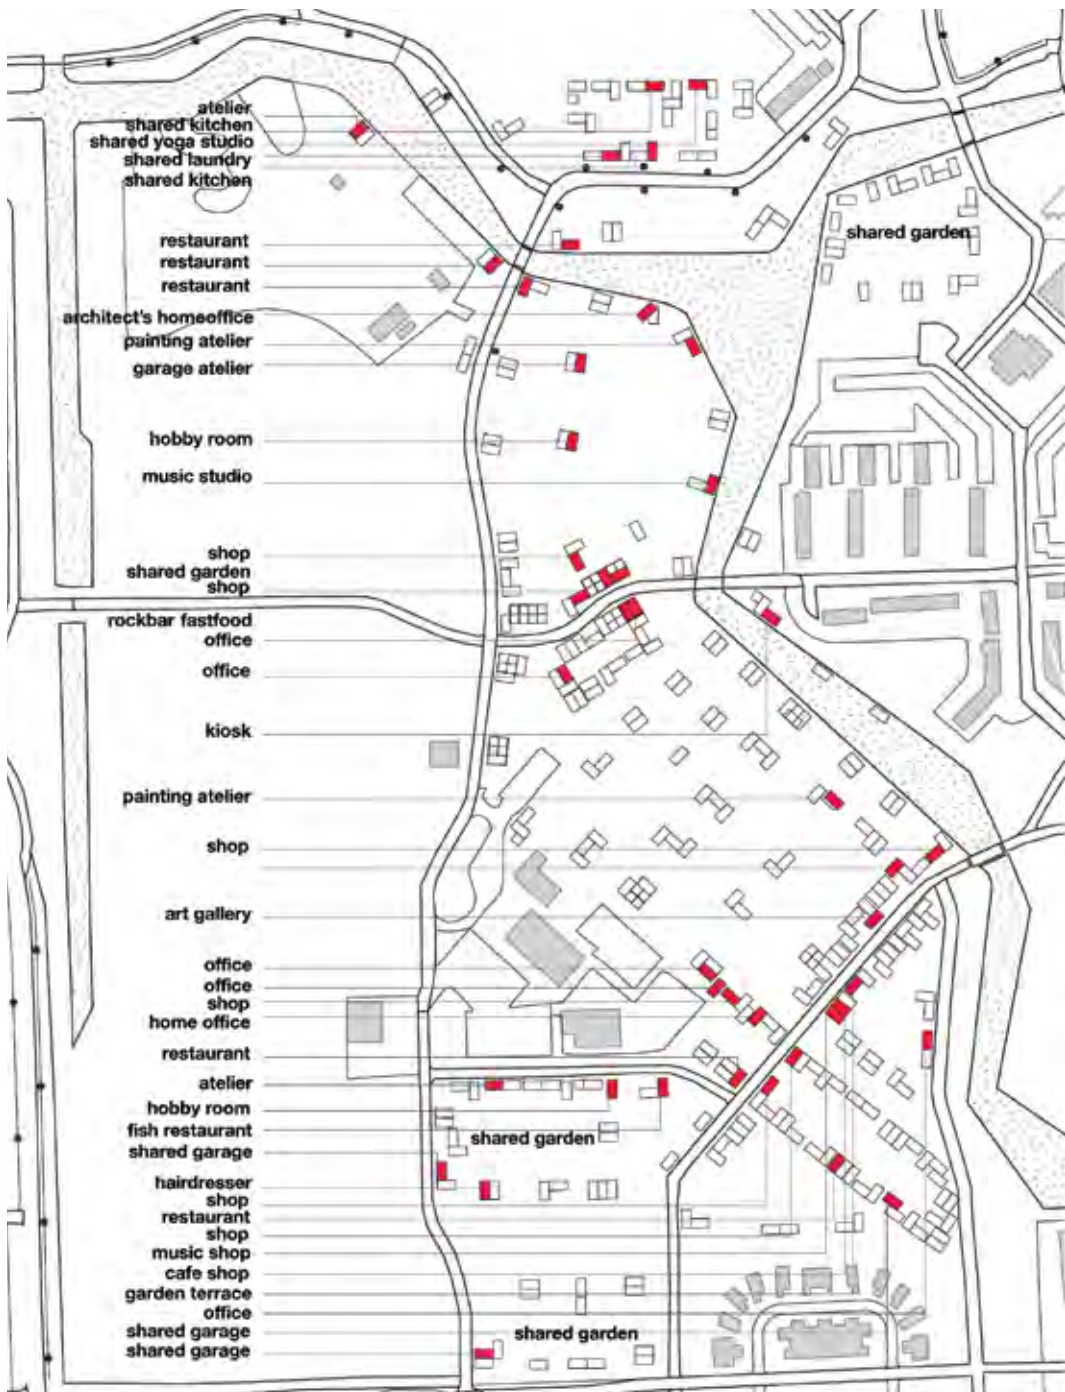 atelier
shared kitchen
shared yoga studio
shared laundry
shared kitchen
restaurant
shared garden
restaurant
restaurant
architect's homeoffice
painting atelier
garage atelier
hobby room
music studio
shop
shared garden
shop
rockbar fastfood
office
office
kiosk
painting atelier
shop
art gallery
office
office
shop
home office
restaurant
atelier
hobby room
fish restaurant
shared garden
shared garage
hairdresser
shop
restaurant
shop
music shop
cafe shop
garden terrace
office
shared garage
shared garden
shared garage